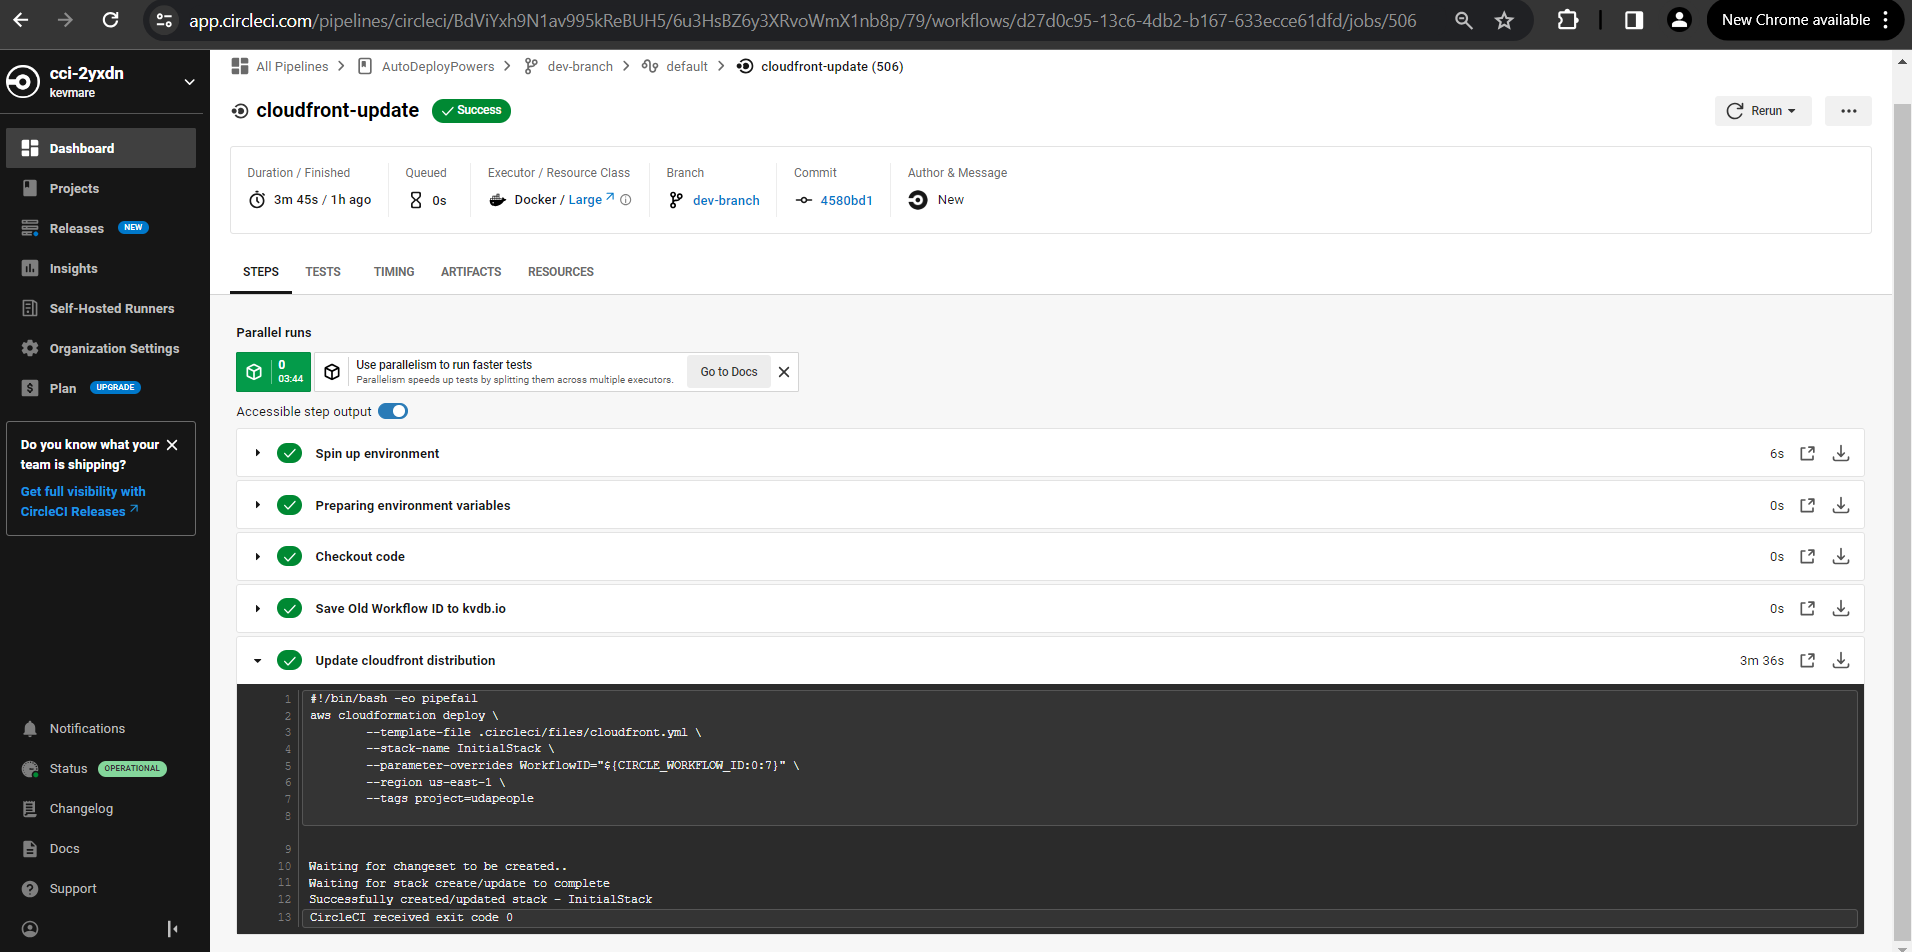 app.circleci.com/pipelines/circleci/BdViYxh9N1av995kReBUH5/6u3HsBZ6y3XRvoWmX1nb8p/79/workflows/d27d0c95-13c6-4db2-b167-633ecce61dfd/jobs/506
New Chrome available
cci-2yxdn
kevmare
Dashboard
Projects
Releases NEW
Insights
Self-Hosted Runners
Organization Settings
Plan UPGRADE
Do you know what your
team is shipping?
Get full visibility with
CircleCI Releases
Notifications
Status OPERATIONAL
Changelog
Docs
Support
All Pipelines AutoDeployPowers dev-branch default cloudfront-update (506)
cloudfront-update Success
Rerun
Duration / Finished
3m 45s / 1h ago
Queued
0s
Executor / Resource Class
Docker / Large
Branch
dev-branch
Commit
4580bd1
Author & Message
New
STEPS TESTS TIMING ARTIFACTS RESOURCES
Parallel runs
0
03:44
Use parallelism to run faster tests
Parallelism speeds up tests by splitting them across multiple executors.
Go to Docs
Accessible step output
Spin up environment 6s
Preparing environment variables 0s
Checkout code 0s
Save Old Workflow ID to kvdb.io 0s
Update cloudfront distribution 3m 36s
1 #!/bin/bash -eo pipefail
2 aws cloudformation deploy \
3 --template-file .circleci/files/cloudfront.yml \
4 --stack-name InitialStack \
5 --parameter-overrides WorkflowID="${CIRCLE_WORKFLOW_ID:0:7}" \
6 --region us-east-1 \
7 --tags project=udapeople
8
9
10 Waiting for changeset to be created..
11 Waiting for stack create/update to complete
12 Successfully created/updated stack - InitialStack
13 CircleCI received exit code 0